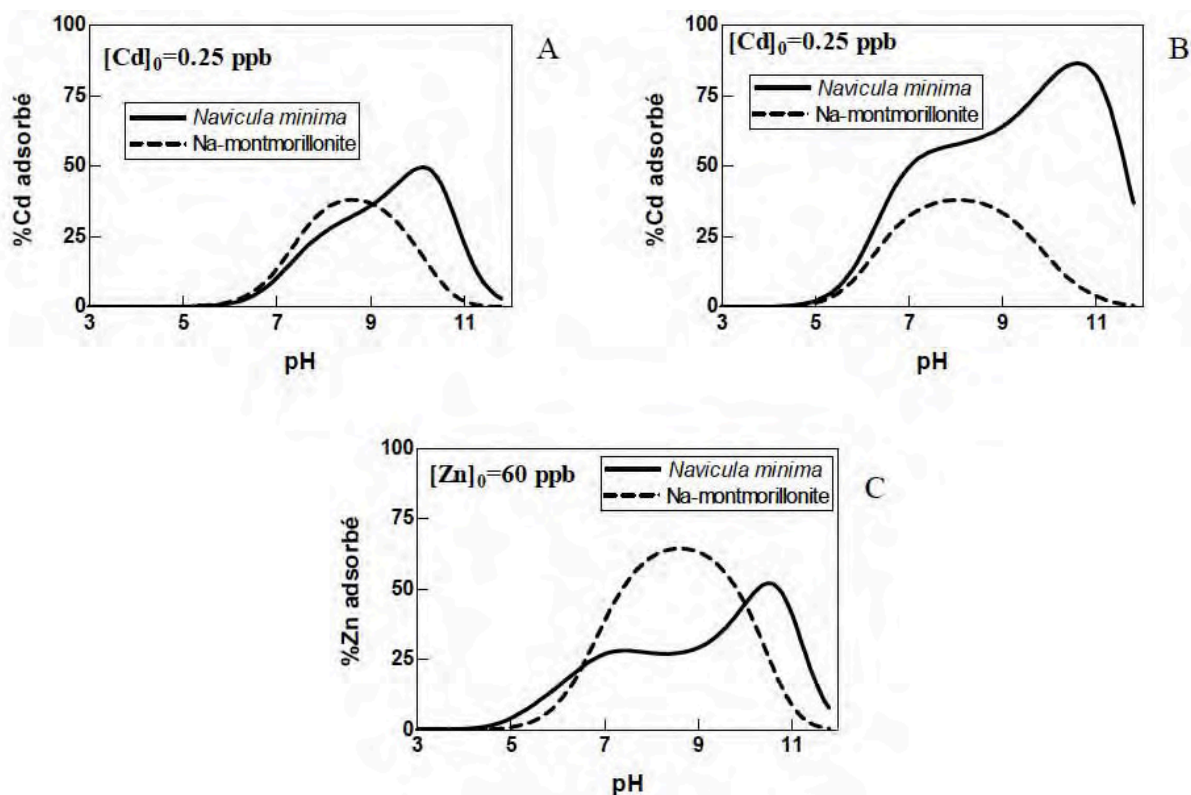 100
[Cd]₀=0.25 ppb
A
75
Navicula minima
Na-montmorillonite
50
25
0
%Cd adsorbé
3 5 7 9 11
pH
100
[Cd]₀=0.25 ppb
B
75
Navicula minima
Na-montmorillonite
50
25
0
%Cd adsorbé
3 5 7 9 11
pH
100
[Zn]₀=60 ppb
Navicula minima
Na-montmorillonite
C
75
50
25
0
%Zn adsorbé
3 5 7 9 11
pH